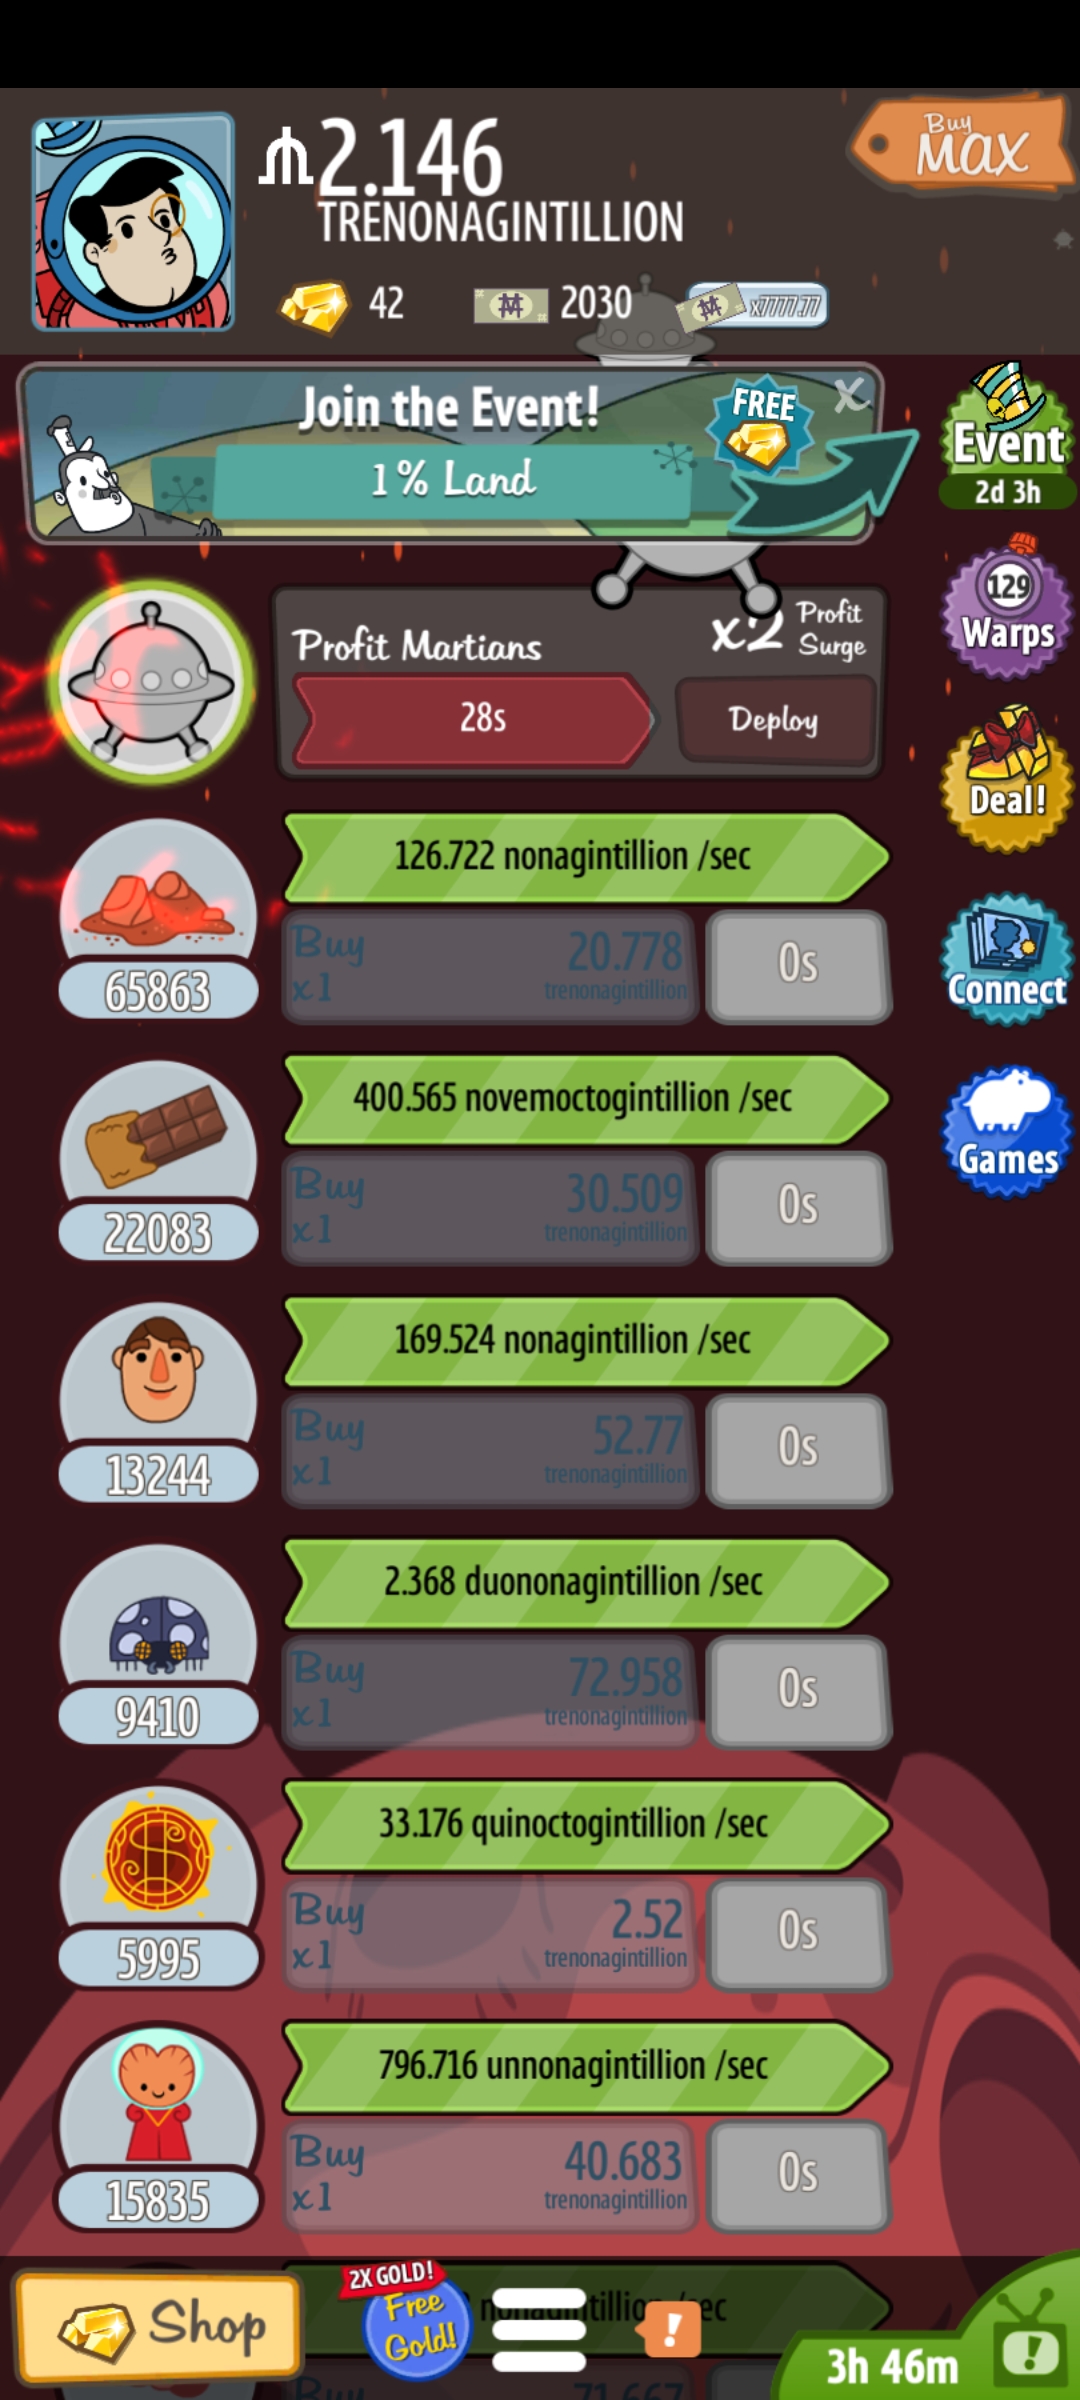 2.146
TRENONAGINTILLION
Buy
MAX
42
2030
x7777.77
Join the Event!
1% Land
FREE
X
Event
2d 3h
Profit Martians
x2
Profit
Surge
28s
Deploy
129
Warps
Deal!
126.722 nonagintillion /sec
65863
Buy
x1
20.778
trenonagintillion
0s
Connect
400.565 novemoctogintillion /sec
22083
Buy
x1
30.509
trenonagintillion
0s
Games
169.524 nonagintillion /sec
13244
Buy
x1
52.77
trenonagintillion
0s
2.368 duononagintillion /sec
9410
Buy
x1
72.958
trenonagintillion
0s
33.176 quinoctogintillion /sec
5995
Buy
x1
2.52
trenonagintillion
0s
796.716 unnonagintillion /sec
15835
Buy
x1
40.683
trenonagintillion
0s
Shop
2X GOLD!
Free
Gold!
!
3h 46m
!
Buy
71.667